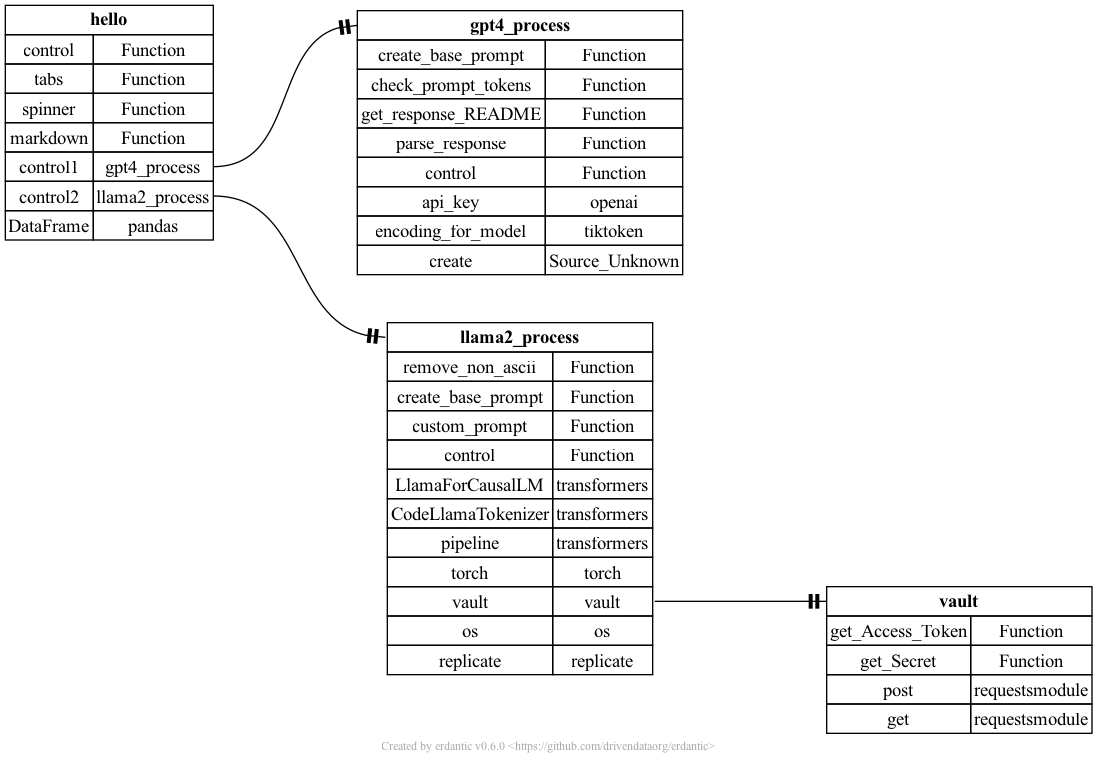 hello
control Function
tabs Function
spinner Function
markdown Function
control1 gpt4_process
control2 llama2_process
DataFrame pandas
gpt4_process
create_base_prompt Function
check_prompt_tokens Function
get_response_README Function
parse_response Function
control Function
api_key openai
encoding_for_model tiktoken
create Source_Unknown
llama2_process
remove_non_ascii Function
create_base_prompt Function
custom_prompt Function
control Function
LlamaForCausalLM transformers
CodeLlamaTokenizer transformers
pipeline transformers
torch torch
vault vault
os os
replicate replicate
vault
get_Access_Token Function
get_Secret Function
post requestsmodule
get requestsmodule
Created by erdantic v0.6.0 <https://github.com/drivendataorg/erdantic>